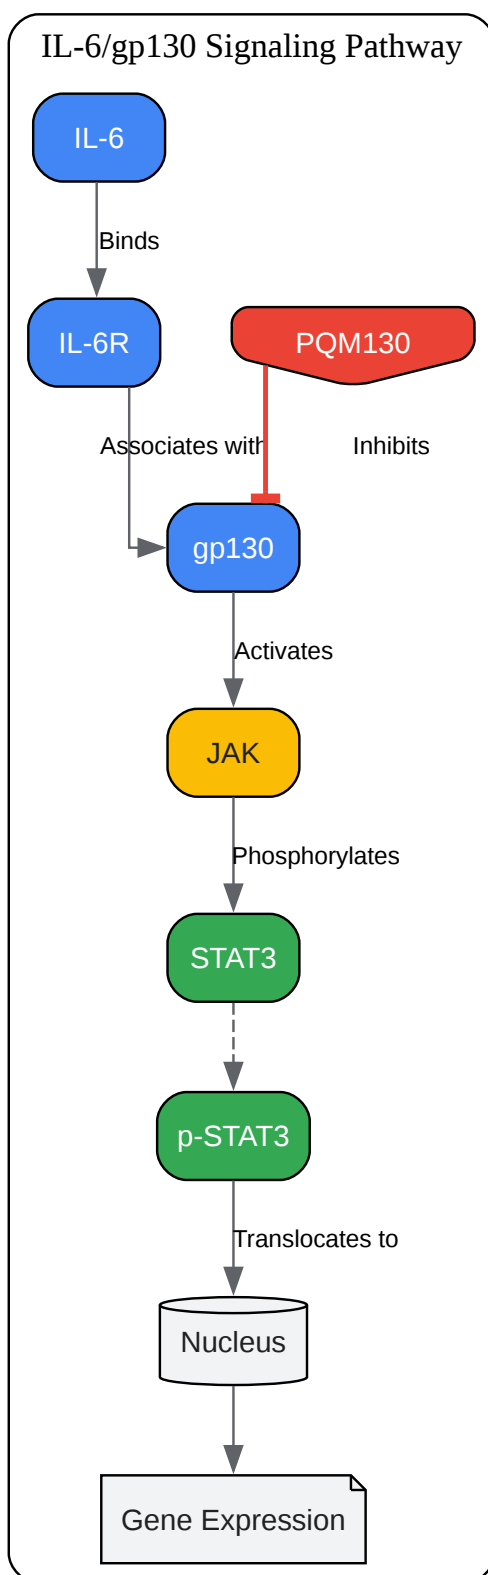 IL-6/gp130 Signaling Pathway
IL-6
Binds
IL-6R
PQM130
Associates with
Inhibits
gp130
Activates
JAK
Phosphorylates
STAT3
p-STAT3
Translocates to
Nucleus
Gene Expression